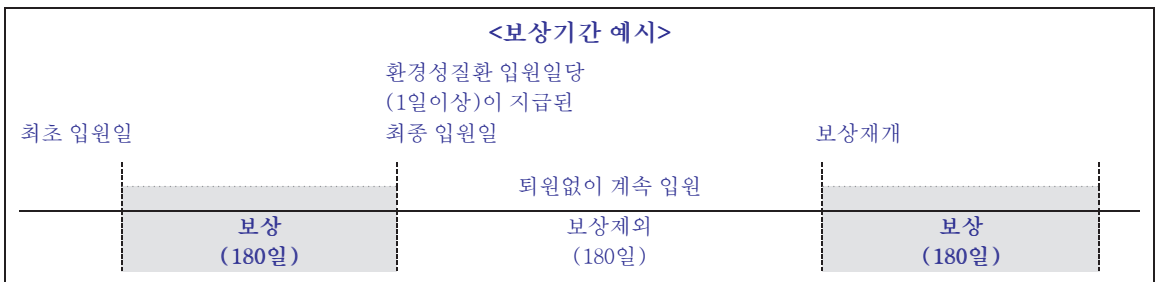 <보상기간 예시>
환경성질환 입원일당
(1일이상)이 지급된
최초 입원일
최종 입원일
보상재개
퇴원없이 계속 입원
보상
(180일)
보상제외
(180일)
보상
(180일)